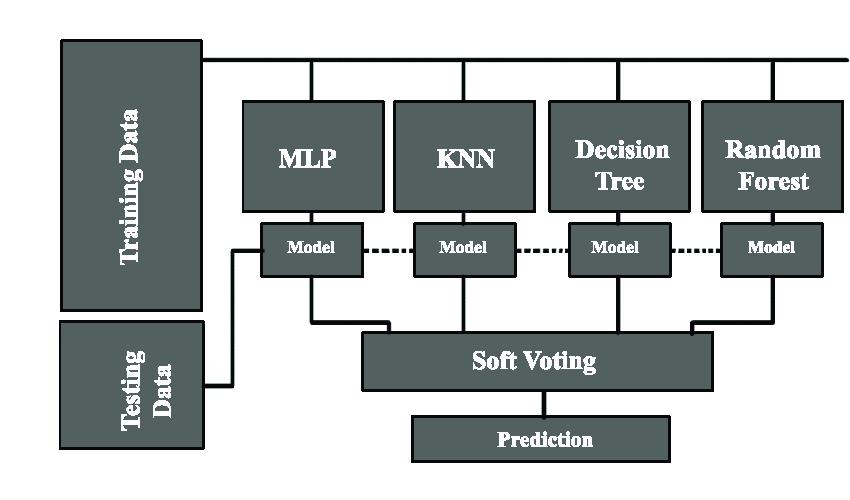 Training Data
MLP
KNN
Decision
Tree
Random
Forest
Model
Model
Model
Model
Testing
Data
Soft Voting
Prediction